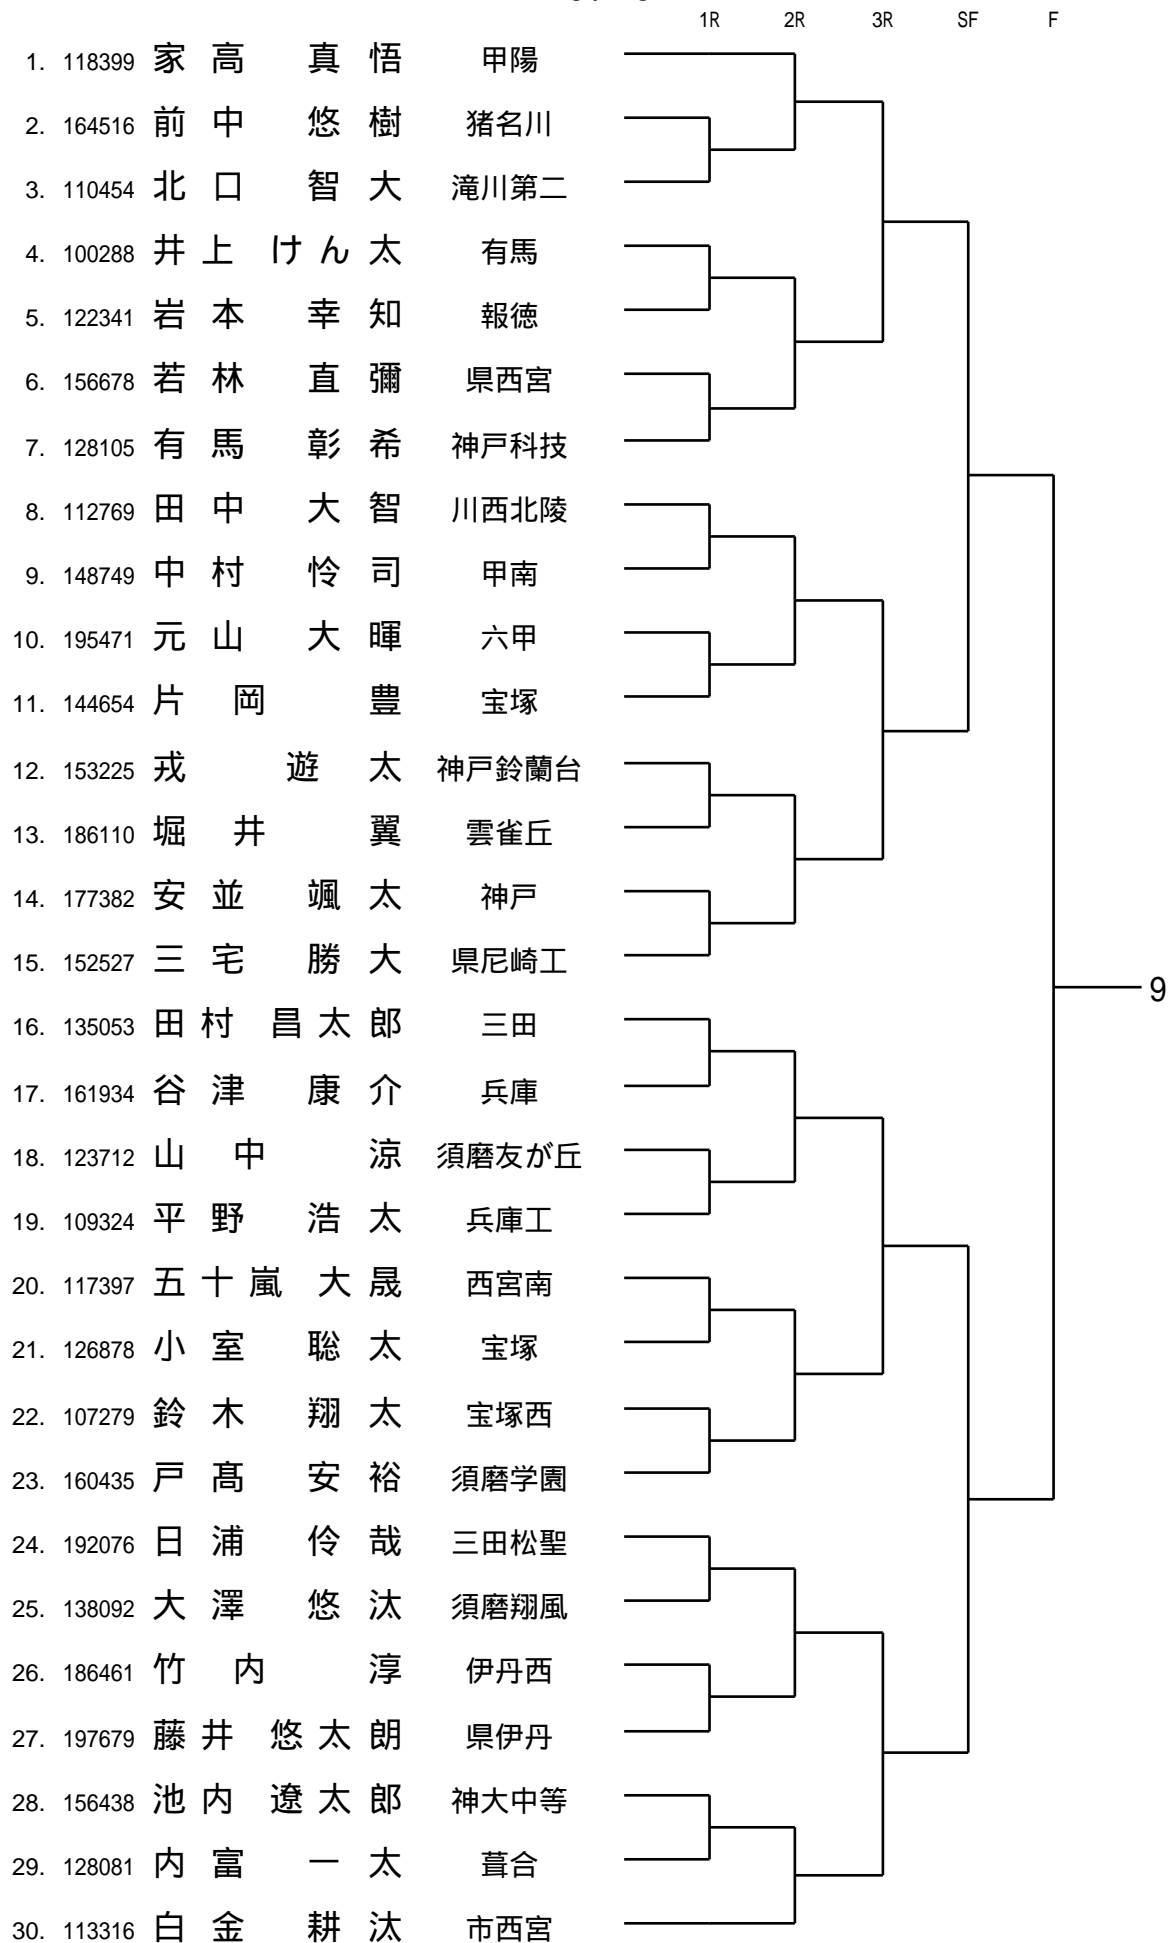 1R 2R 3R SF F
1. 118399 家高 真悟 甲陽
2. 164516 前中 悠樹 猪名川
3. 110454 北口 智大 滝川第二
4. 100288 井上 けん太 有馬
5. 122341 岩本 幸知 報徳
6. 156678 若林 直彌 県西宮
7. 128105 有馬 彰希 神戸科技
8. 112769 田中 大智 川西北陵
9. 148749 中村 怜司 甲南
10. 195471 元山 大暉 六甲
11. 144654 片岡 豊 宝塚
12. 153225 戎 遊太 神戸鈴蘭台
13. 186110 堀井 翼 雲雀丘
14. 177382 安並 颯太 神戸
15. 152527 三宅 勝大 県尼崎工
9
16. 135053 田村 昌太郎 三田
17. 161934 谷津 康介 兵庫
18. 123712 山中 涼 須磨友が丘
19. 109324 平野 浩太 兵庫工
20. 117397 五十嵐 大晟 西宮南
21. 126878 小室 聡太 宝塚
22. 107279 鈴木 翔太 宝塚西
23. 160435 戸髙 安裕 須磨学園
24. 192076 日浦 伶哉 三田松聖
25. 138092 大澤 悠汰 須磨翔風
26. 186461 竹内 淳 伊丹西
27. 197679 藤井 悠太朗 県伊丹
28. 156438 池内 遼太郎 神大中等
29. 128081 内富 一太 葺合
30. 113316 白金 耕汰 市西宮